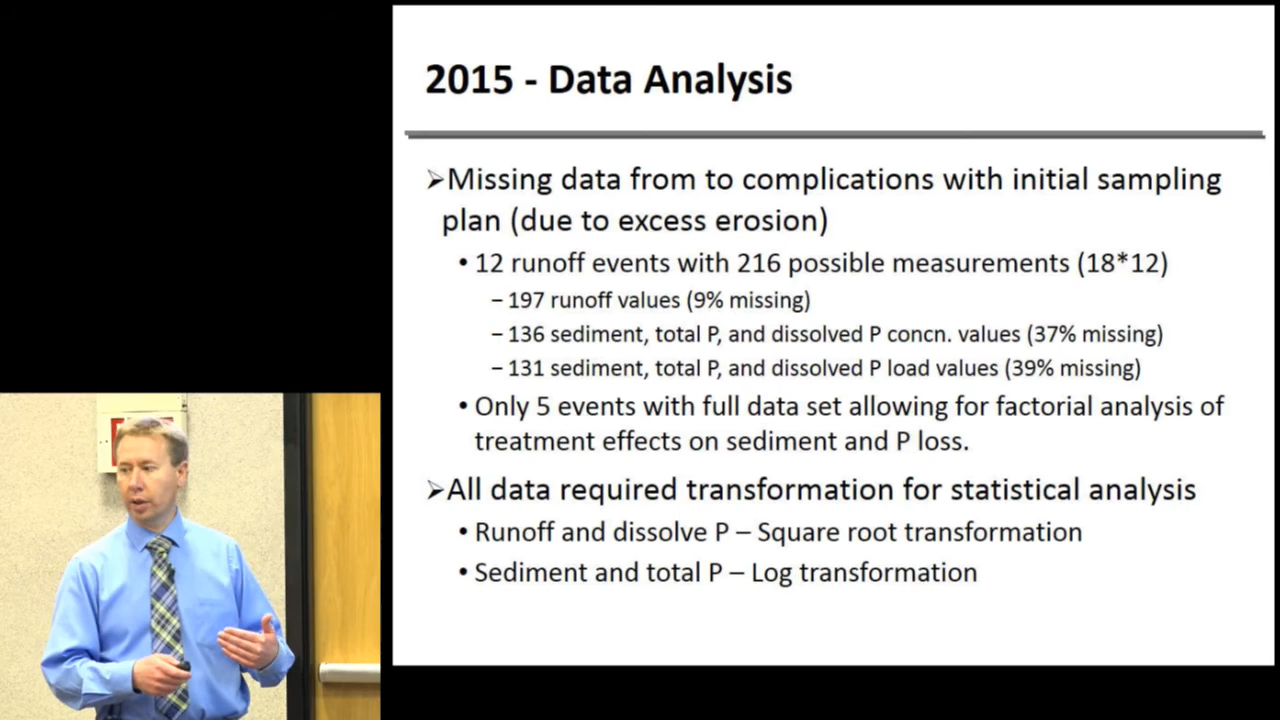 2015 - Data Analysis
➢Missing data from to complications with initial sampling
plan (due to excess erosion)
• 12 runoff events with 216 possible measurements (18*12)
– 197 runoff values (9% missing)
– 136 sediment, total P, and dissolved P concn. values (37% missing)
– 131 sediment, total P, and dissolved P load values (39% missing)
• Only 5 events with full data set allowing for factorial analysis of
treatment effects on sediment and P loss.
➢All data required transformation for statistical analysis
• Runoff and dissolve P – Square root transformation
• Sediment and total P – Log transformation